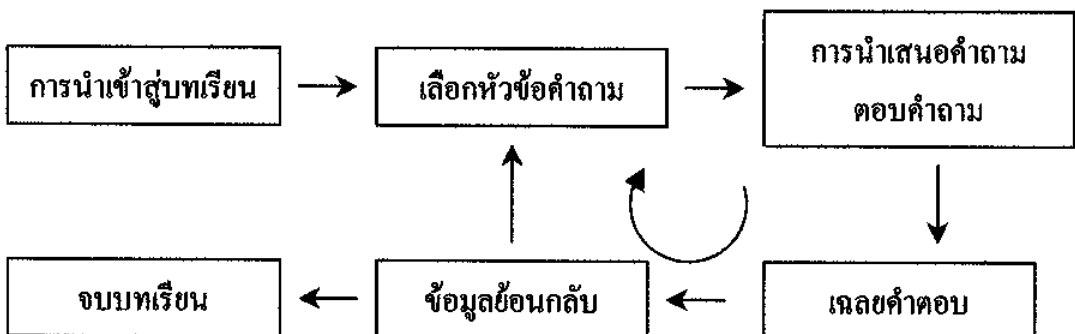 การนำเข้าสู่บทเรียน
เลือกหัวข้อคำถาม
การนำเสนอคำถาม
ตอบคำถาม
จบบทเรียน
ข้อมูลย้อนกลับ
เฉลยคำตอบ